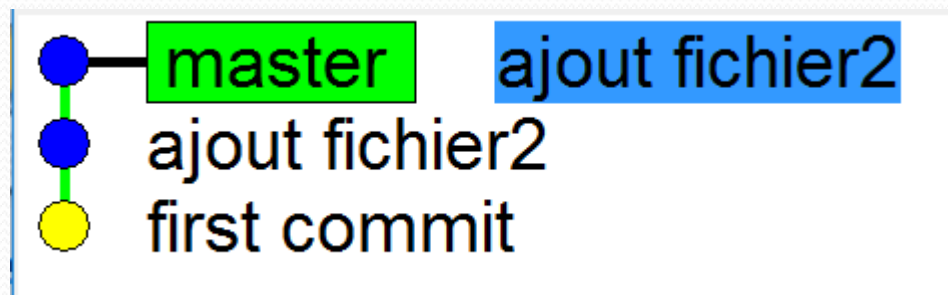 master ajout fichier2
ajout fichier2
first commit